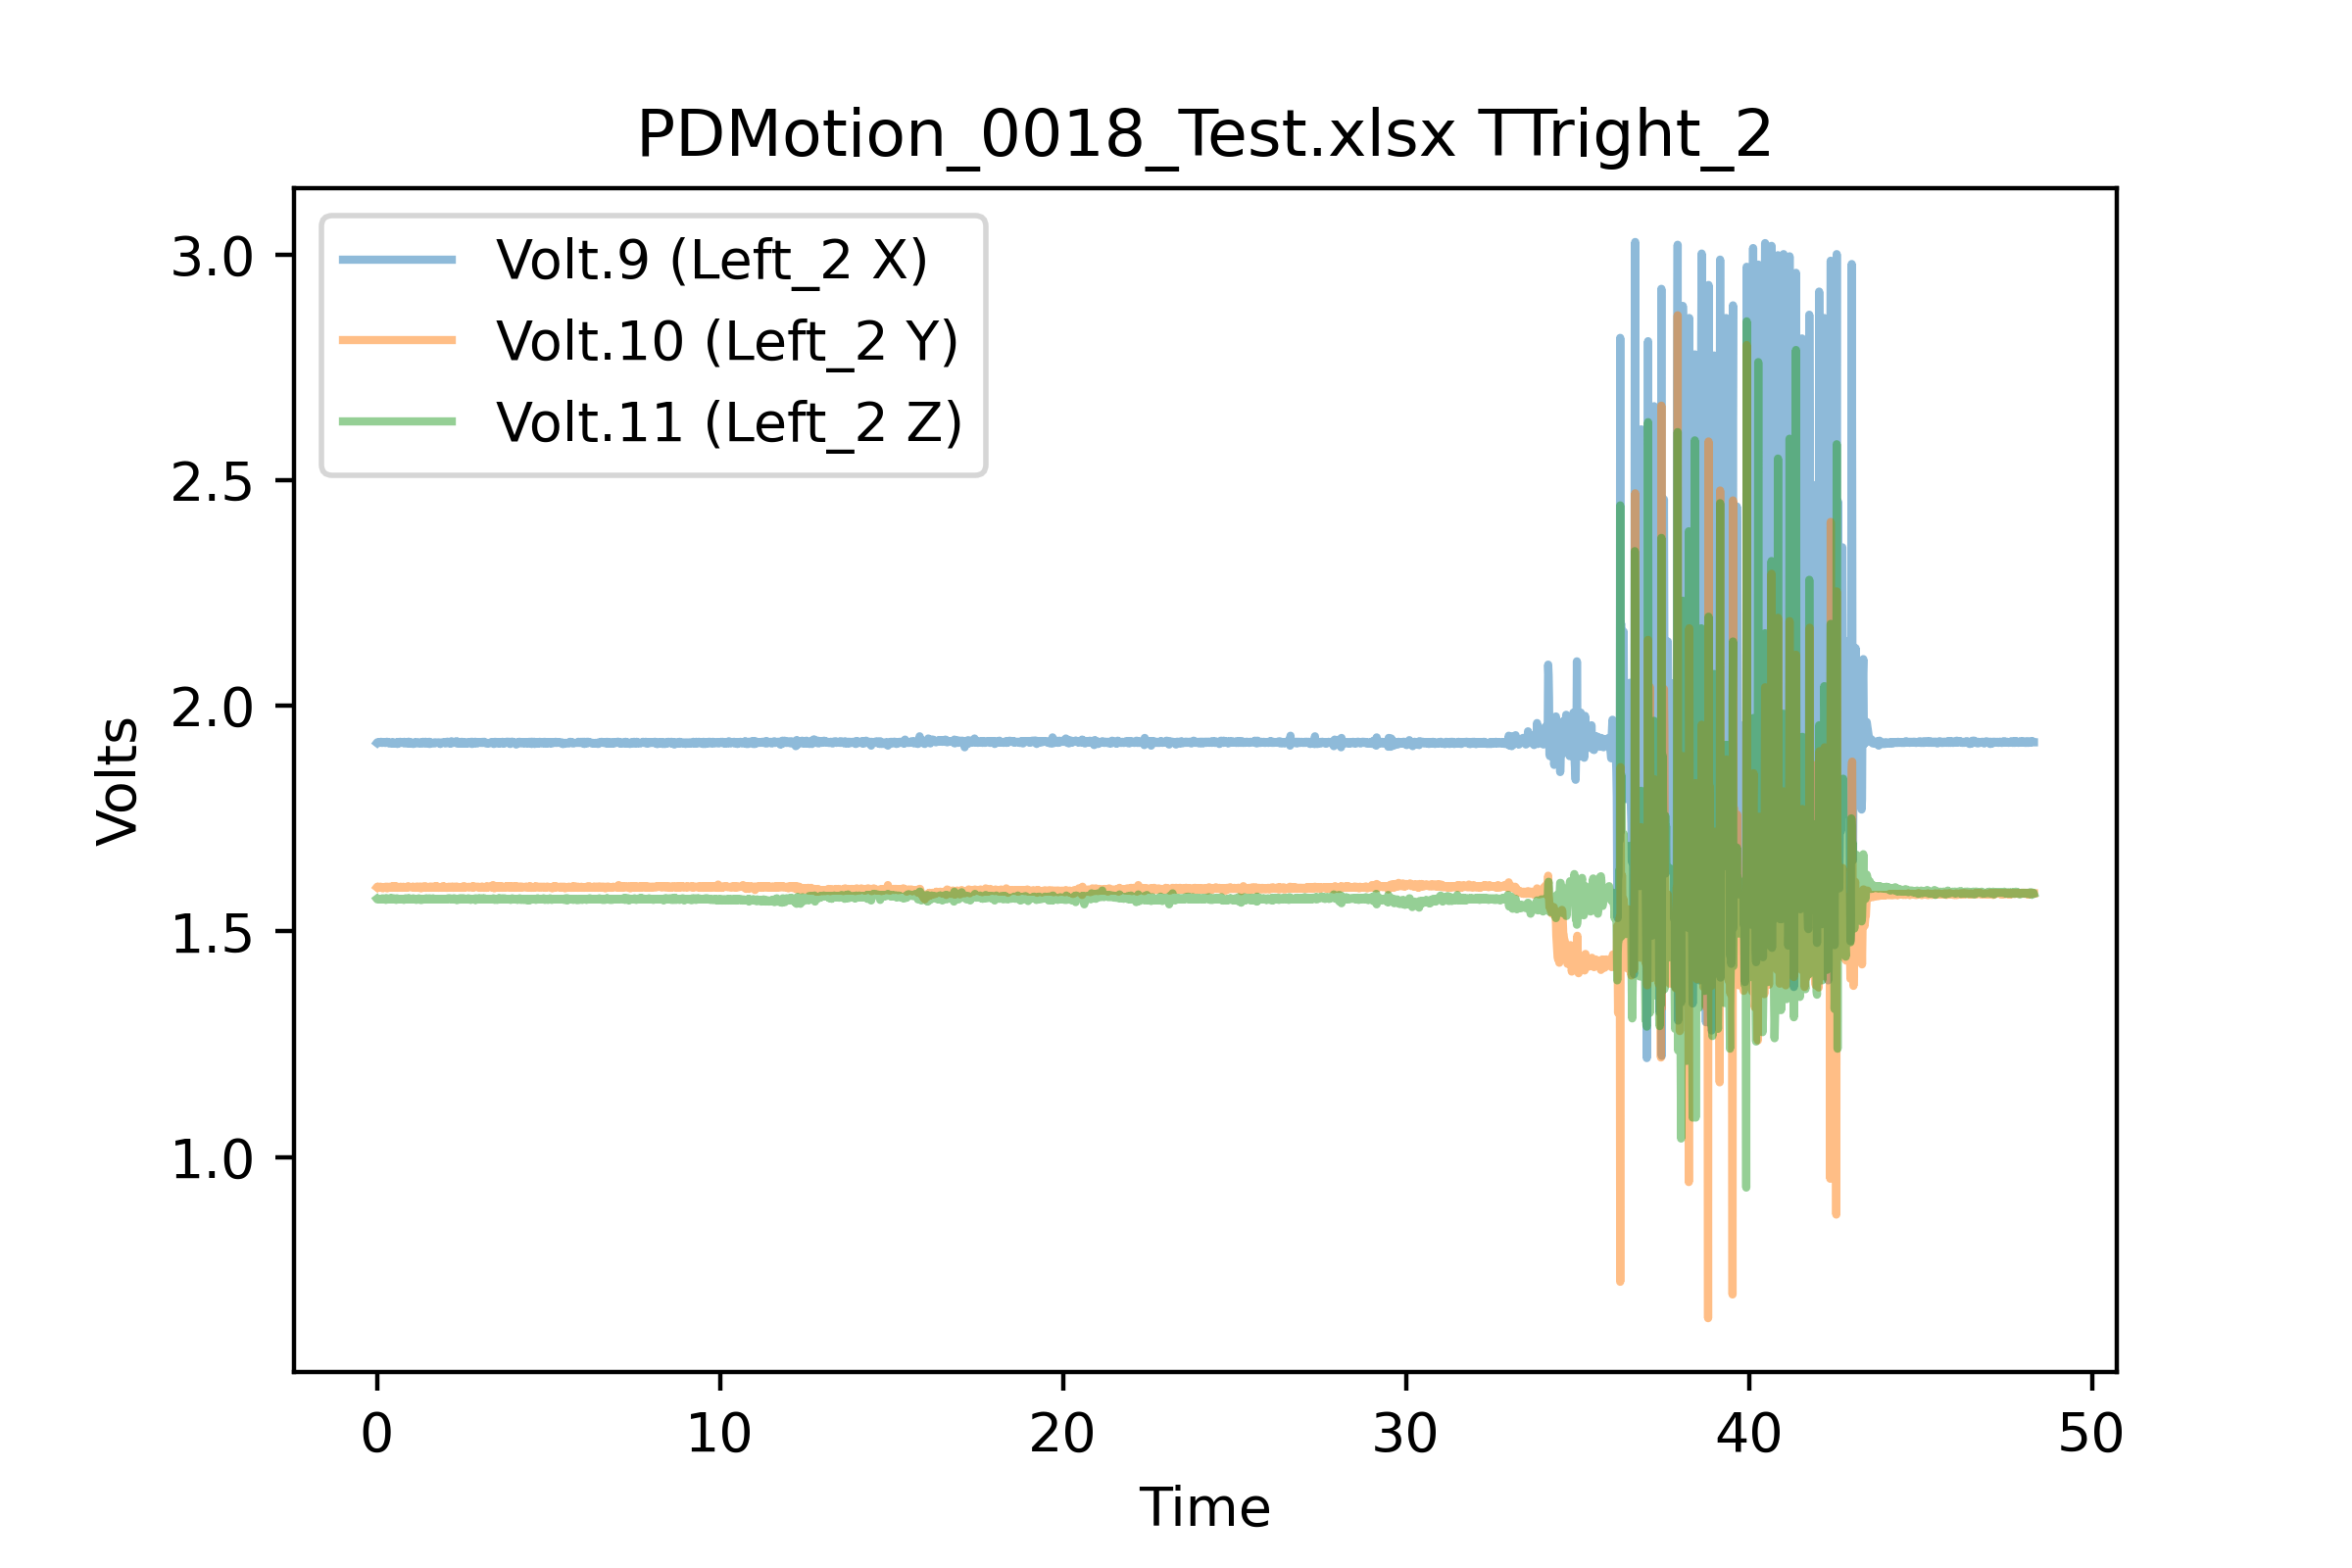 PDMotion_0018_Test.xlsx TTright_2
Volt.9 (Left_2 X)
Volt.10 (Left_2 Y)
Volt.11 (Left_2 Z)
3.0
2.5
2.0
1.5
1.0
Volts
0 10 20 30 40 50
Time